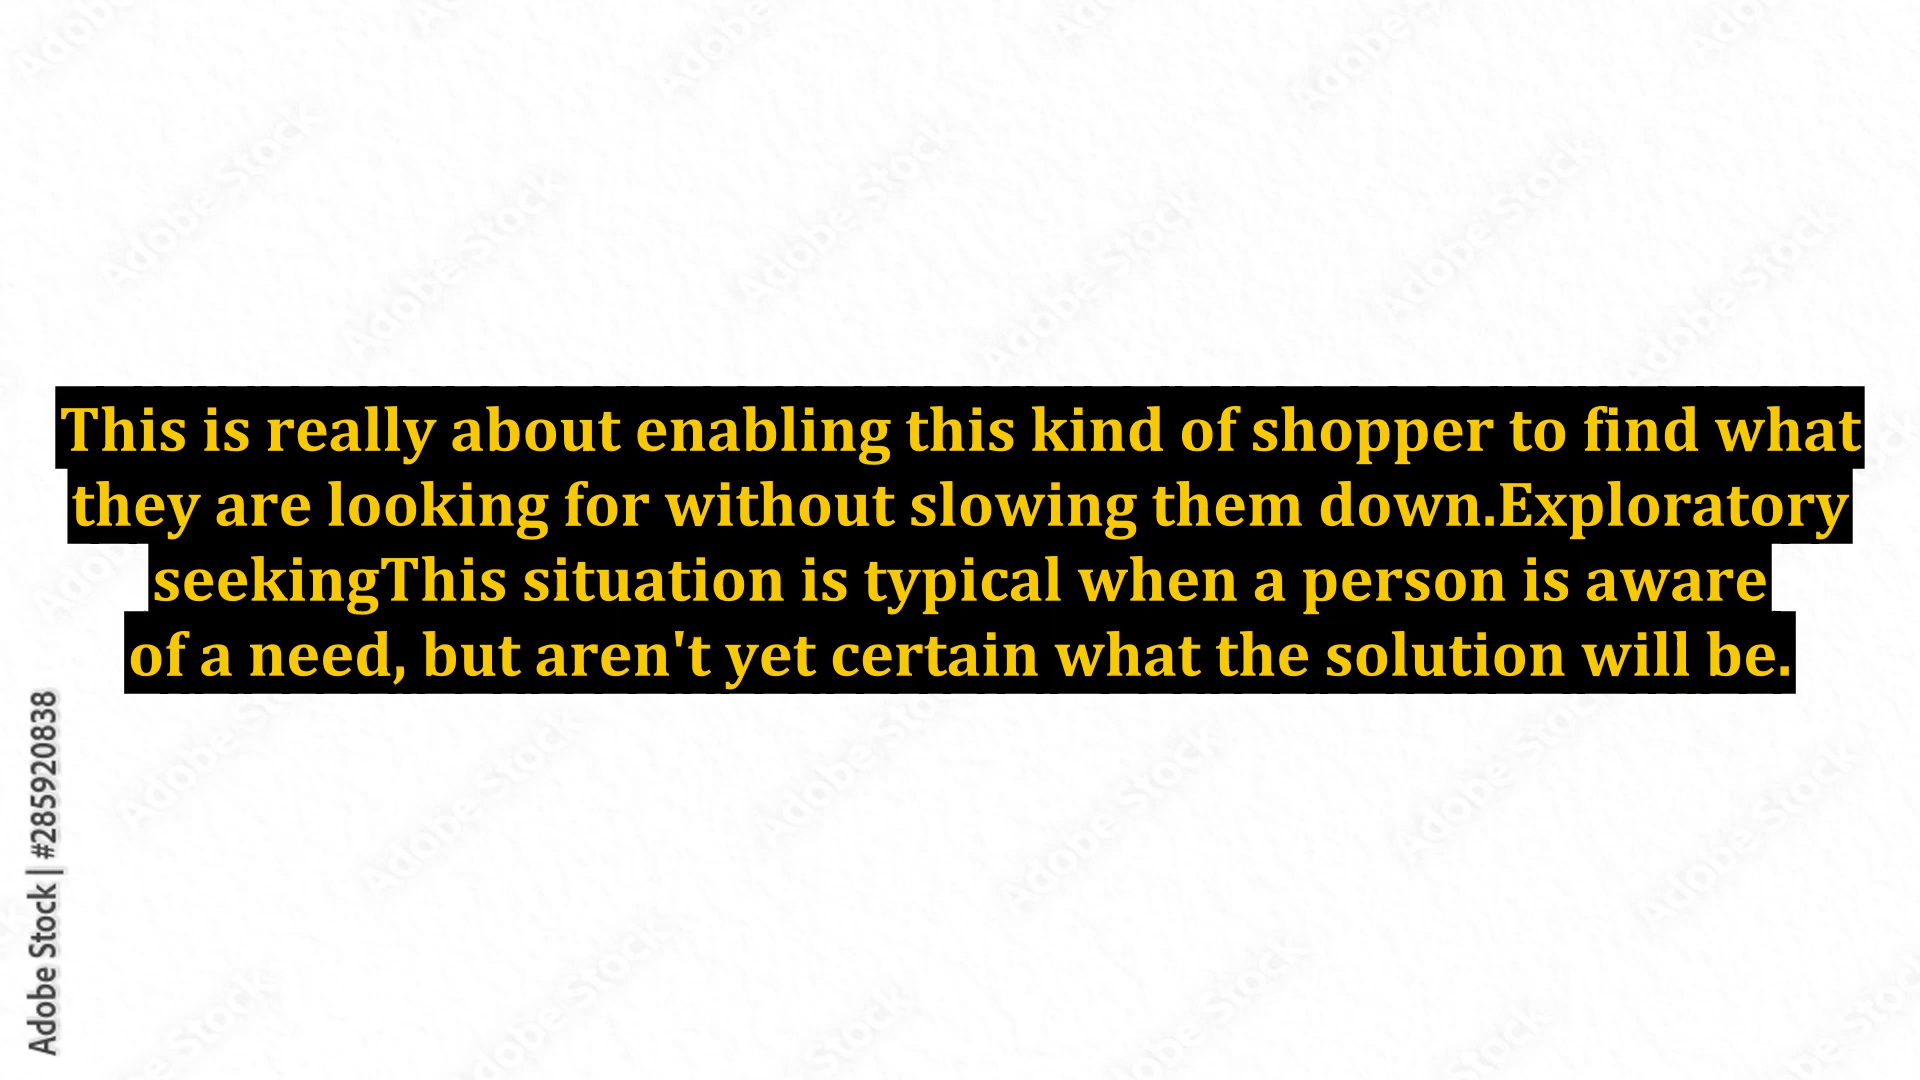 This is really about enabling this kind of shopper to find what
they are looking for without slowing them down.Exploratory
seekingThis situation is typical when a person is aware
of a need, but aren't yet certain what the solution will be.
Adobe Stock | #285920838